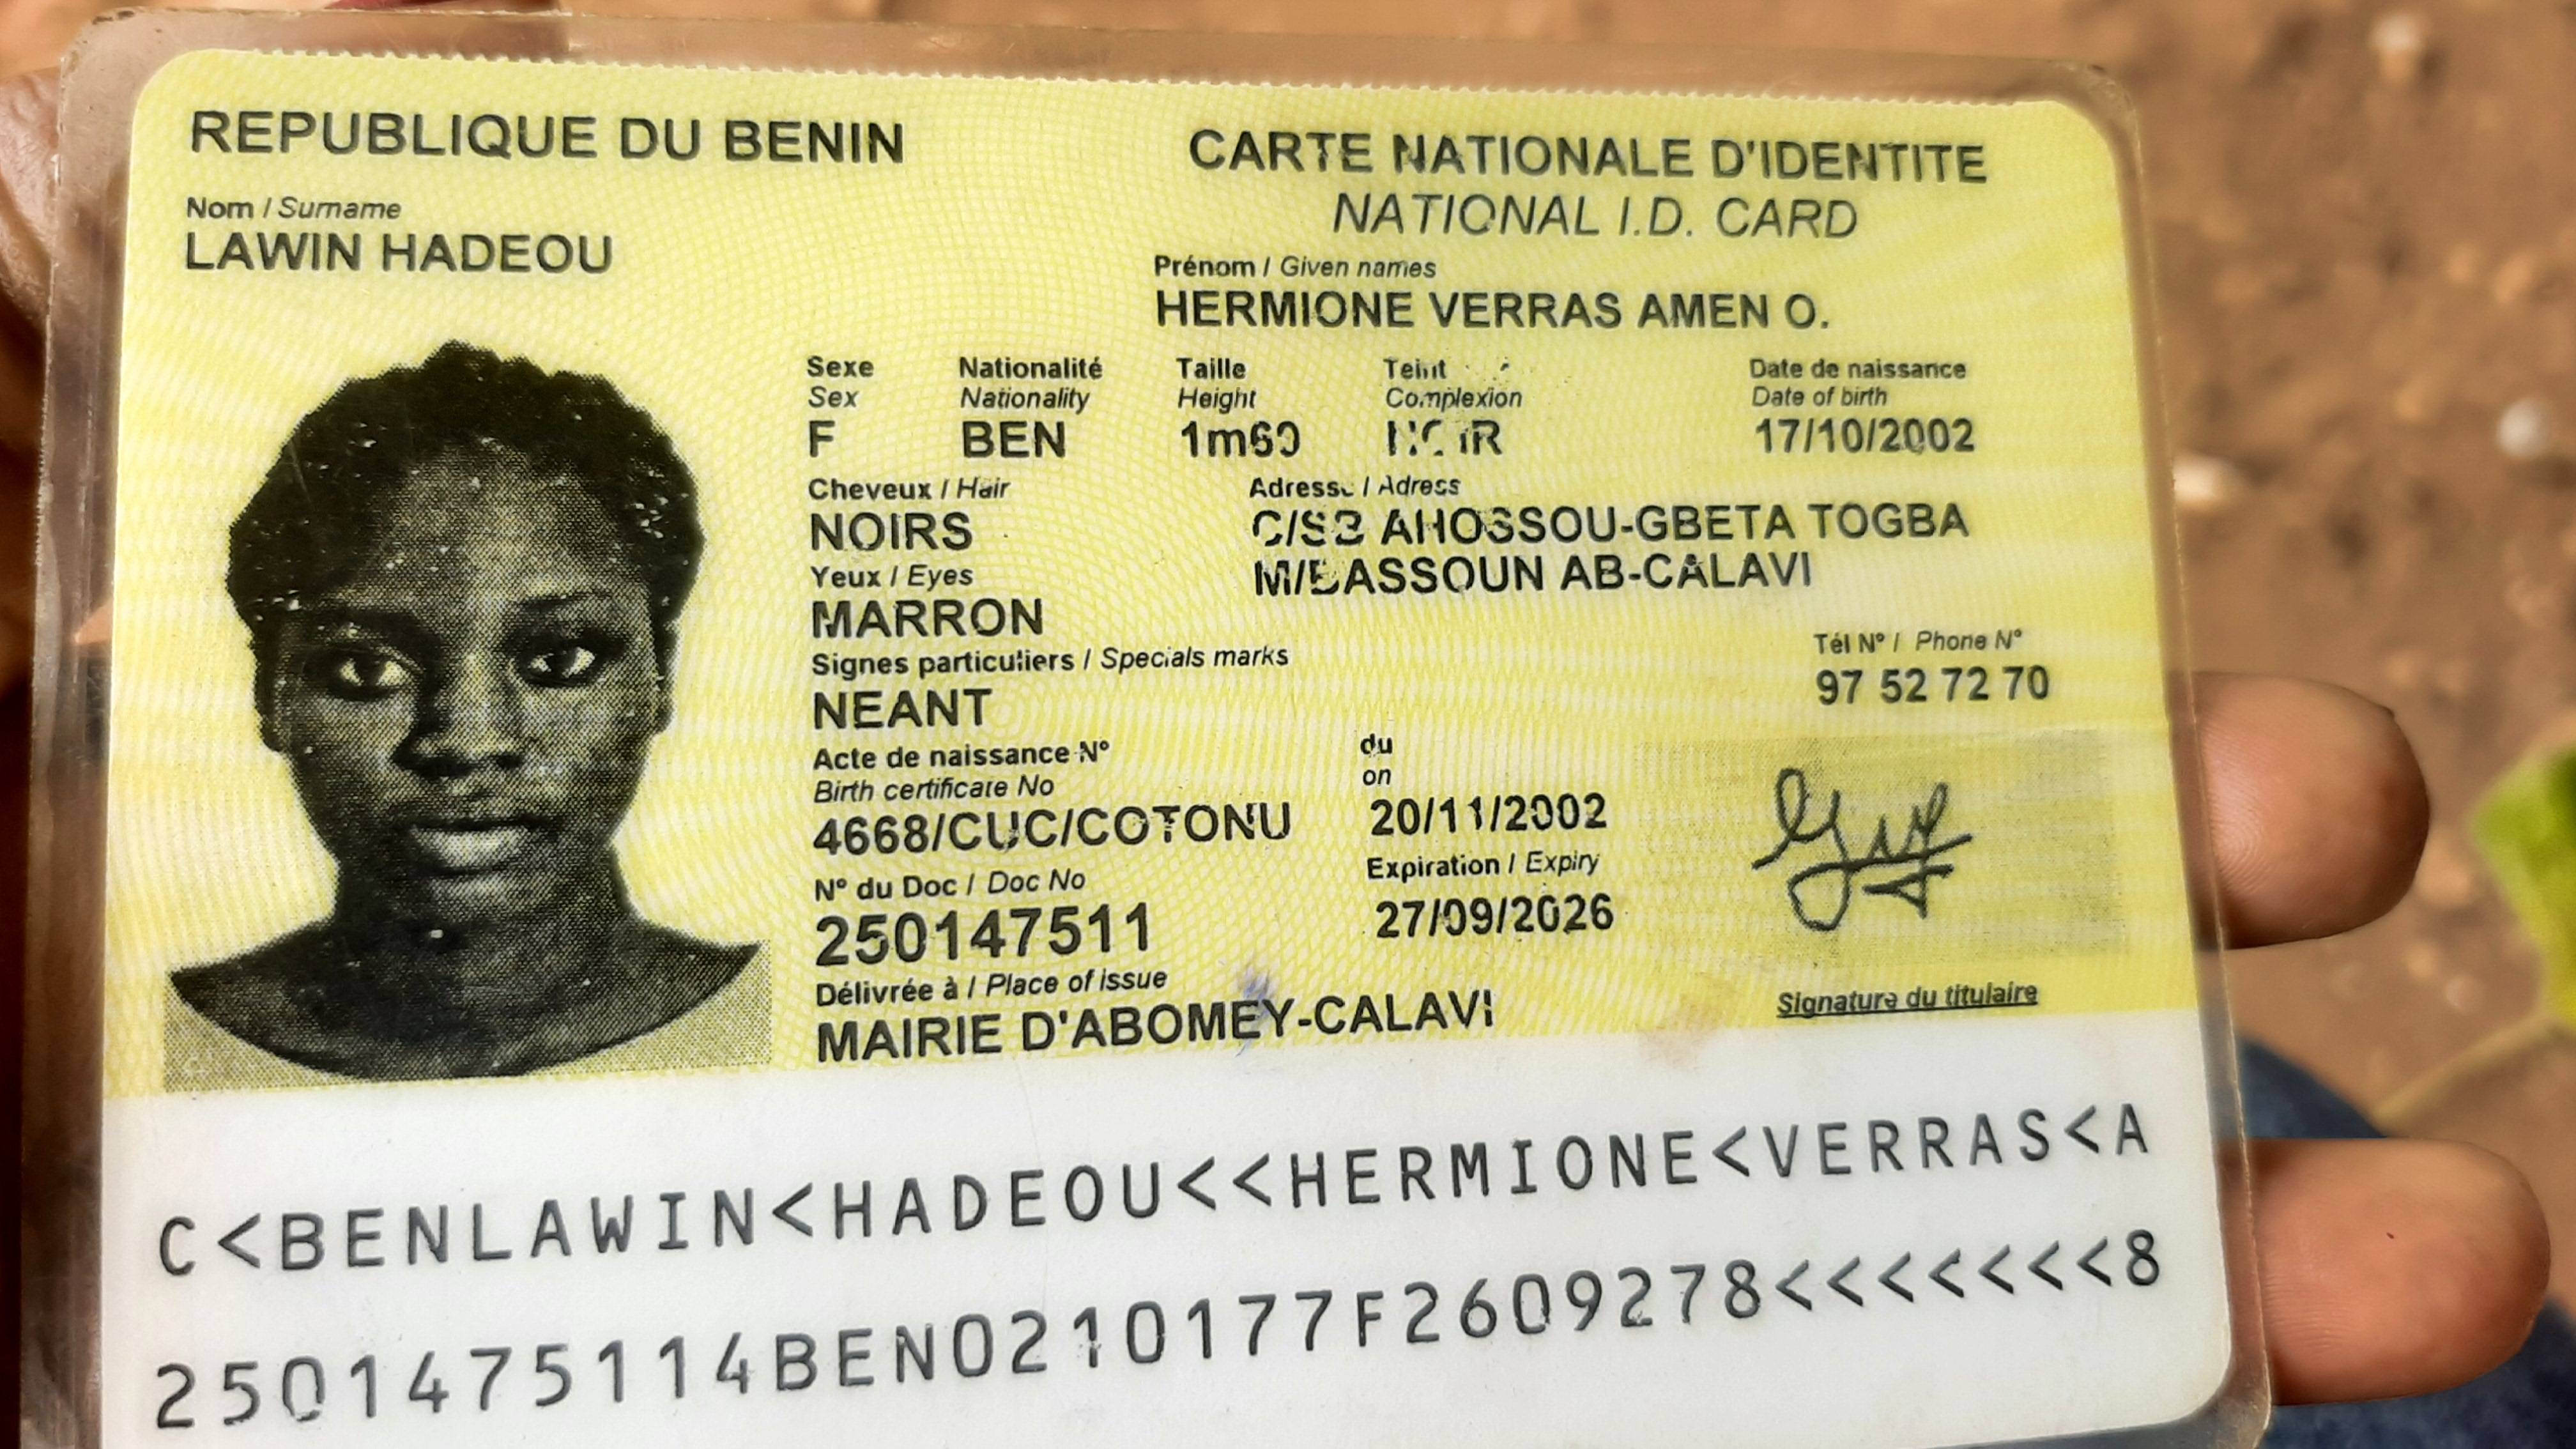 REPUBLIQUE DU BENIN
CARTE NATIONALE D'IDENTITE
NATIONAL I.D. CARD
Nom / Surname
LAWIN HADEOU
Prénom / Given names
HERMIONE VERRAS AMEN O.
Sexe Nationalité Taille Teint Date de naissance
Sex Nationality Height Complexion Date of birth
F BEN 1m60 NOIR 17/10/2002
Cheveux / Hair
NOIRS
Adresse / Adress
C/SB AHOSSOU-GBETA TOGBA
M/DASSOUN AB-CALAVI
Yeux / Eyes
MARRON
Signes particuliers / Specials marks
NEANT
Tél N° / Phone N°
97 52 72 70
Acte de naissance N° du
Birth certificate No on
4668/CUC/COTONU 20/11/2002
N° du Doc / Doc No
250147511
Expiration / Expiry
27/09/2026
Délivrée à / Place of issue
MAIRIE D'ABOMEY-CALAVI
Signature du titulaire
C<BENLAWIN<HADEOU<<HERMIONE<VERRAS<A
2501475114BEN0210177F2609278<<<<<<<8